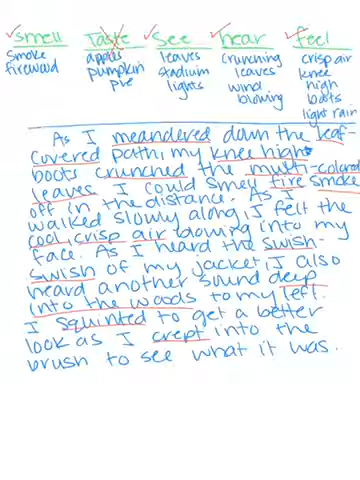 smell Taste See hear feel
smoke apples leaves crunching crisp air
firewood pumpkin stadium leaves knee
pie lights wind high
blowing boots
light rain
As I meandered down the leaf-
covered path, my knee high
boots crunched the multi-colored
leaves. I could smell fire smoke
off in the distance. As I
walked slowly along, I felt the
cool, crisp air blowing into my
face. As I heard the swish-
swish of my jacket, I also
heard another sound deep
into the woods to my left.
I squinted to get a better
look as I crept into the
brush to see what it was.